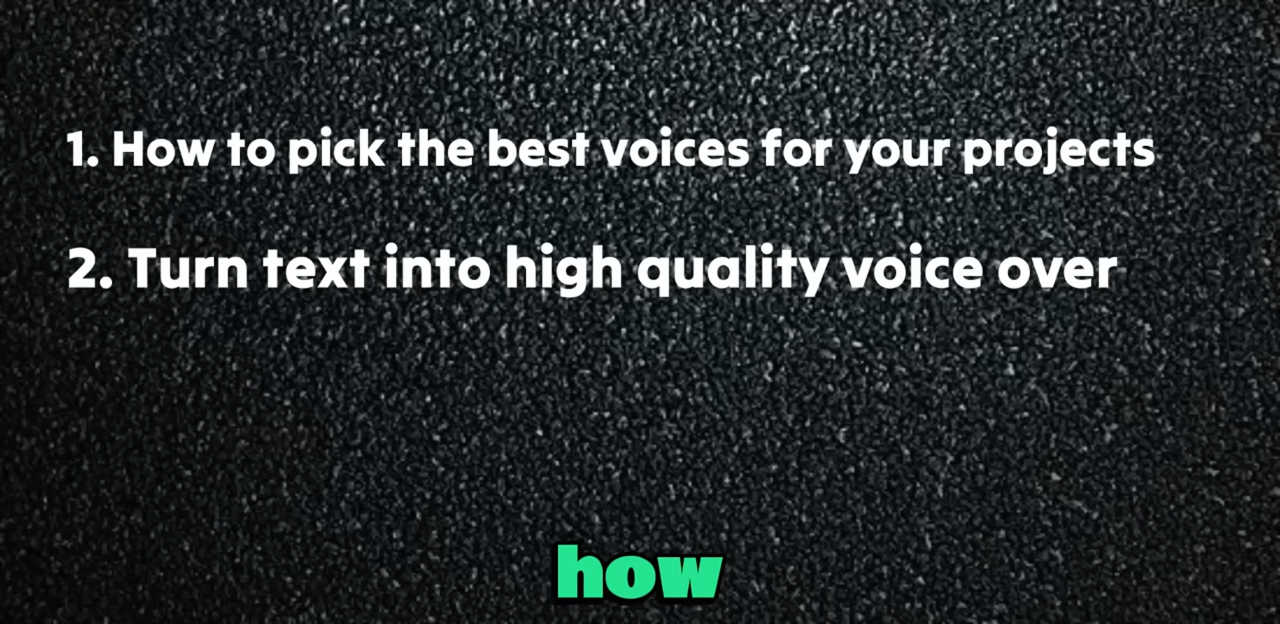 1. How to pick the best voices for your projects
2. Turn text into high quality voice over
how